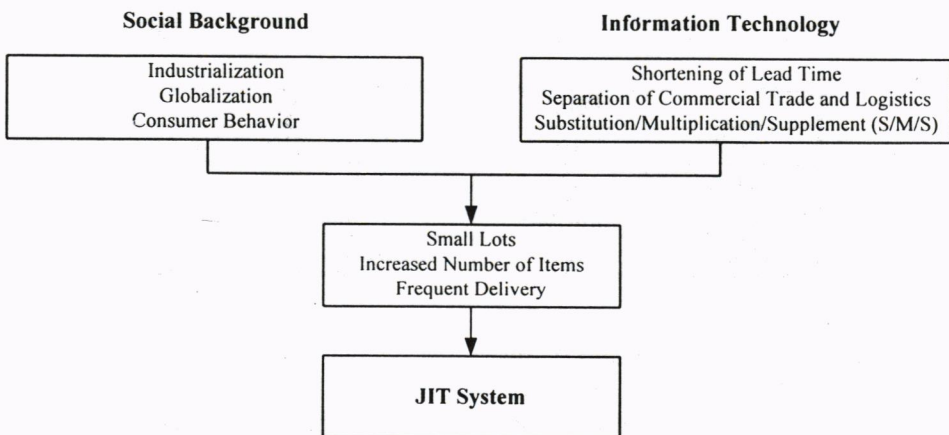 Social Background
Information Technology
Industrialization
Globalization
Consumer Behavior
Shortening of Lead Time
Separation of Commercial Trade and Logistics
Substitution/Multiplication/Supplement (S/M/S)
Small Lots
Increased Number of Items
Frequent Delivery
JIT System